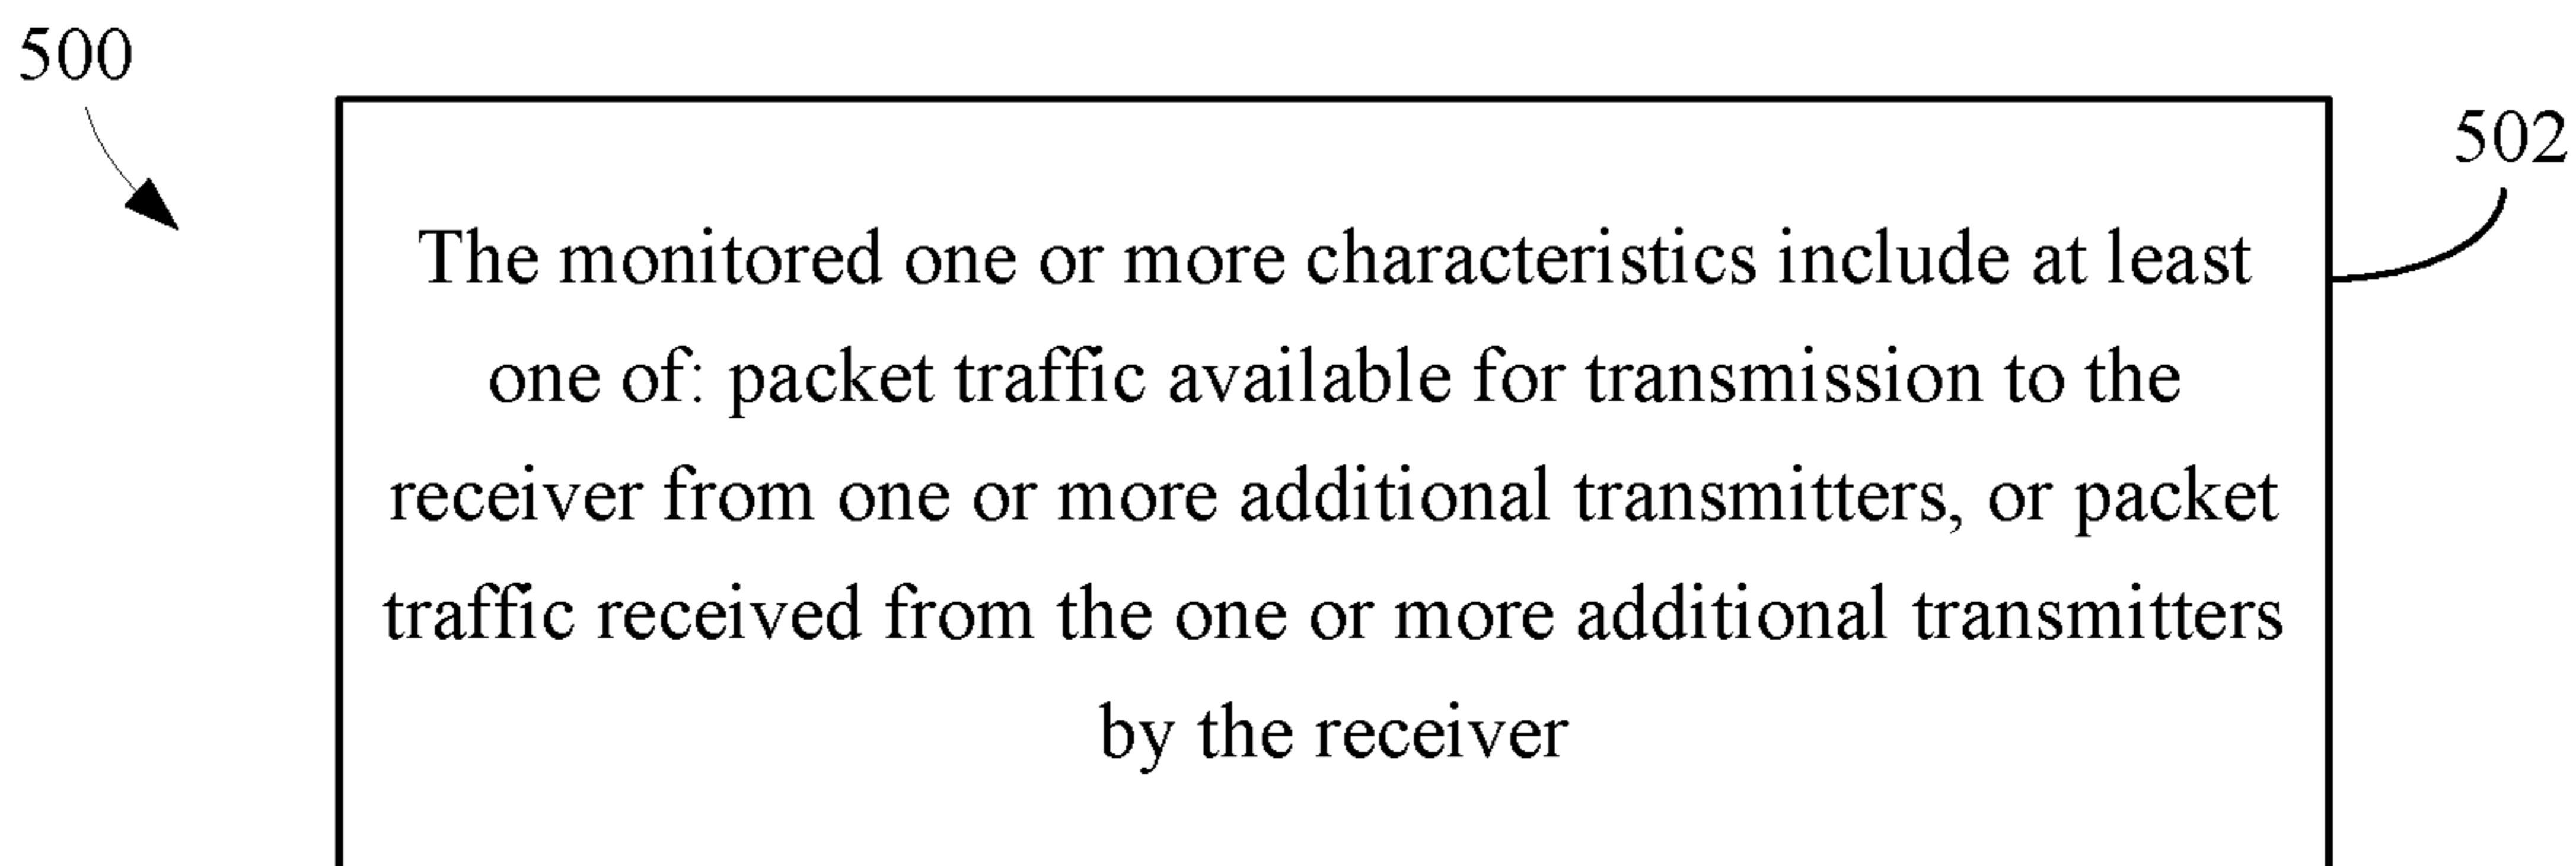 500
502
The monitored one or more characteristics include at least
one of: packet traffic available for transmission to the
receiver from one or more additional transmitters, or packet
traffic received from the one or more additional transmitters
by the receiver